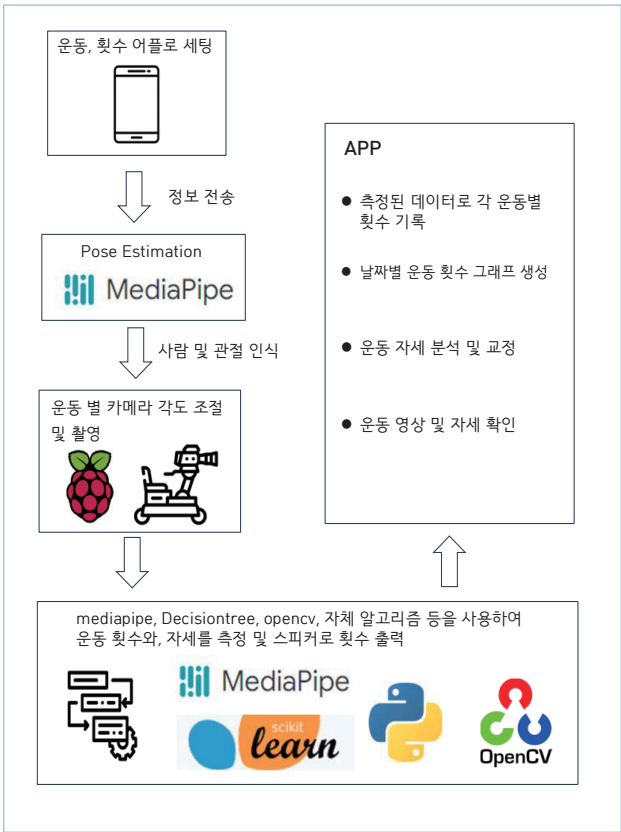 운동, 횟수 어플로 세팅
정보 전송
Pose Estimation
MediaPipe
사람 및 관절 인식
운동 별 카메라 각도 조절
및 촬영
mediapipe, Decisiontree, opencv, 자체 알고리즘 등을 사용하여
운동 횟수와, 자세를 측정 및 스피커로 횟수 출력
MediaPipe
scikit
learn
OpenCV
APP
● 측정된 데이터로 각 운동별
횟수 기록
● 날짜별 운동 횟수 그래프 생성
● 운동 자세 분석 및 교정
● 운동 영상 및 자세 확인